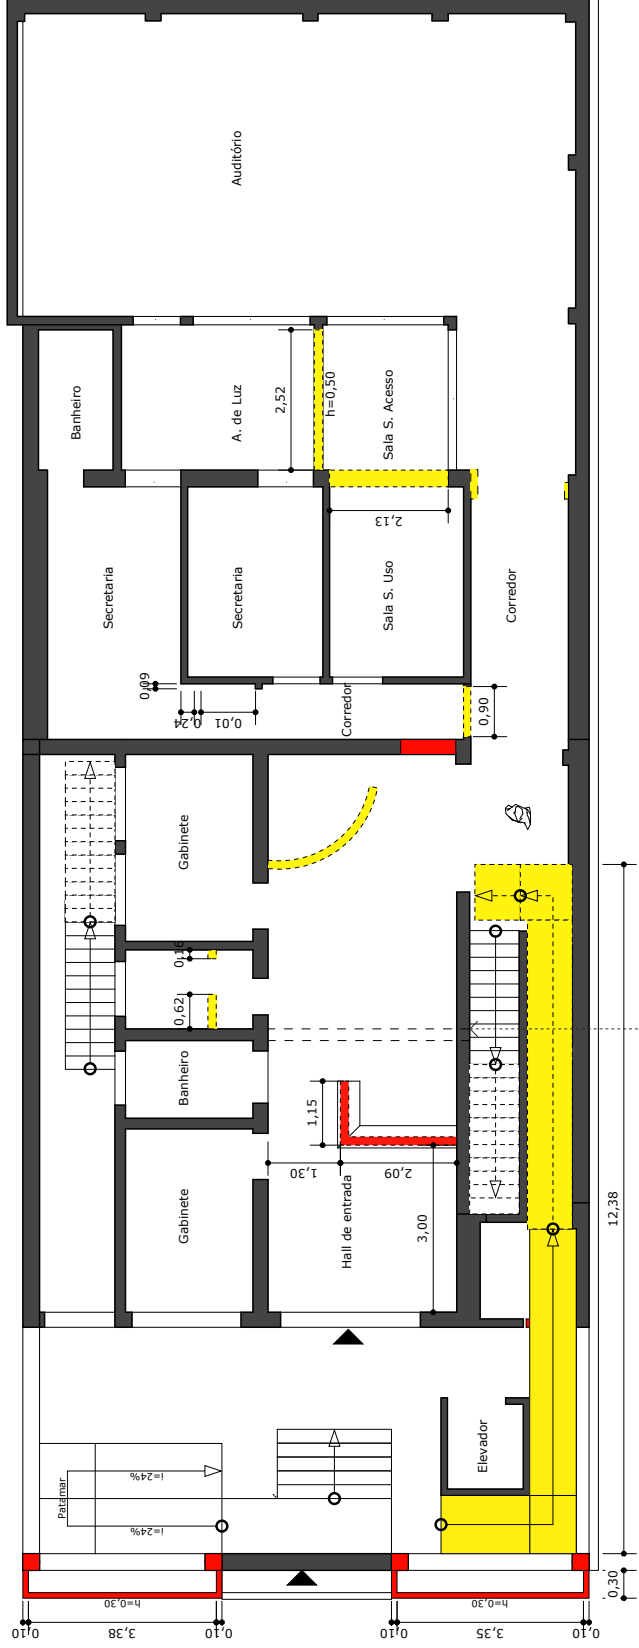 Auditório
Banheiro
A. de Luz
2,52
h=0,50
Sala S. Acesso
2,13
Secretaria
Secretaria
Sala S. Uso
Corredor
0,09
0,24
0,01
Corredor
0,90
Gabinete
0,16
0,62
Banheiro
1,15
1,30
2,09
Gabinete
Hall de entrada
3,00
12,38
Elevador
Patamar
i=24%
i=24%
h=0,30
h=0,30
0,30
0,10
3,38
0,10
0,10
3,35
0,10